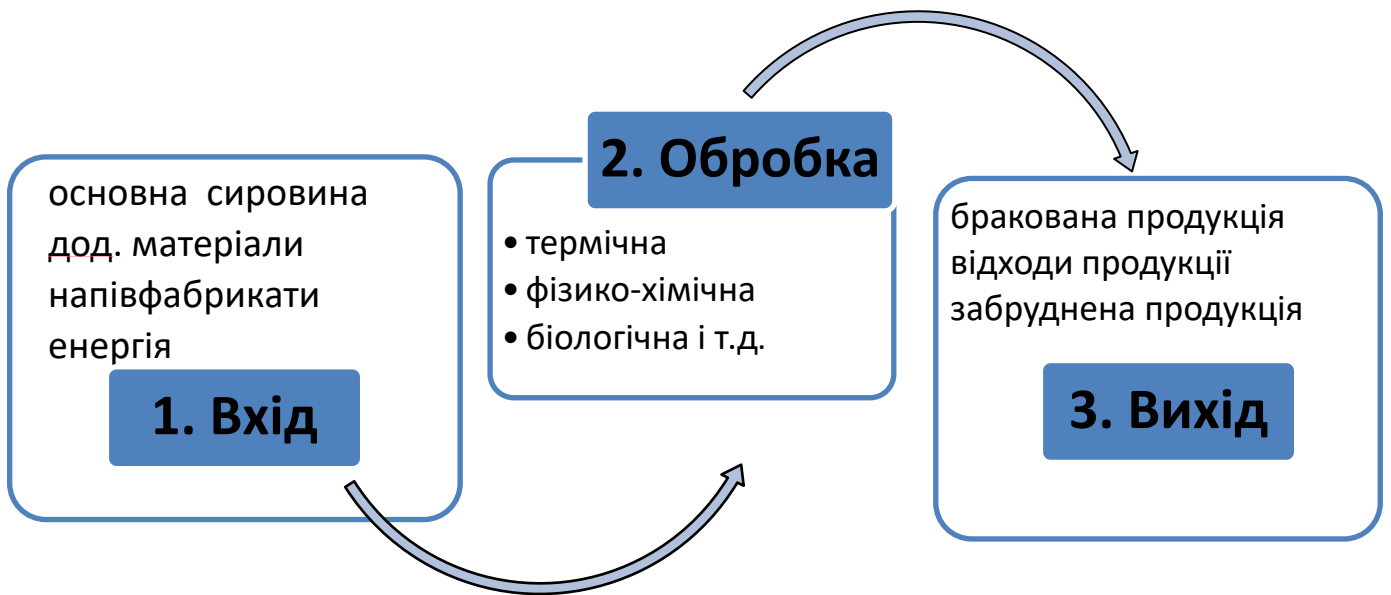 основна сировина
дод. матеріали
напівфабрикати
енергія
1. Вхід
2. Обробка
• термічна
• фізико-хімічна
• біологічна і т.д.
бракована продукція
відходи продукції
забруднена продукція
3. Вихід